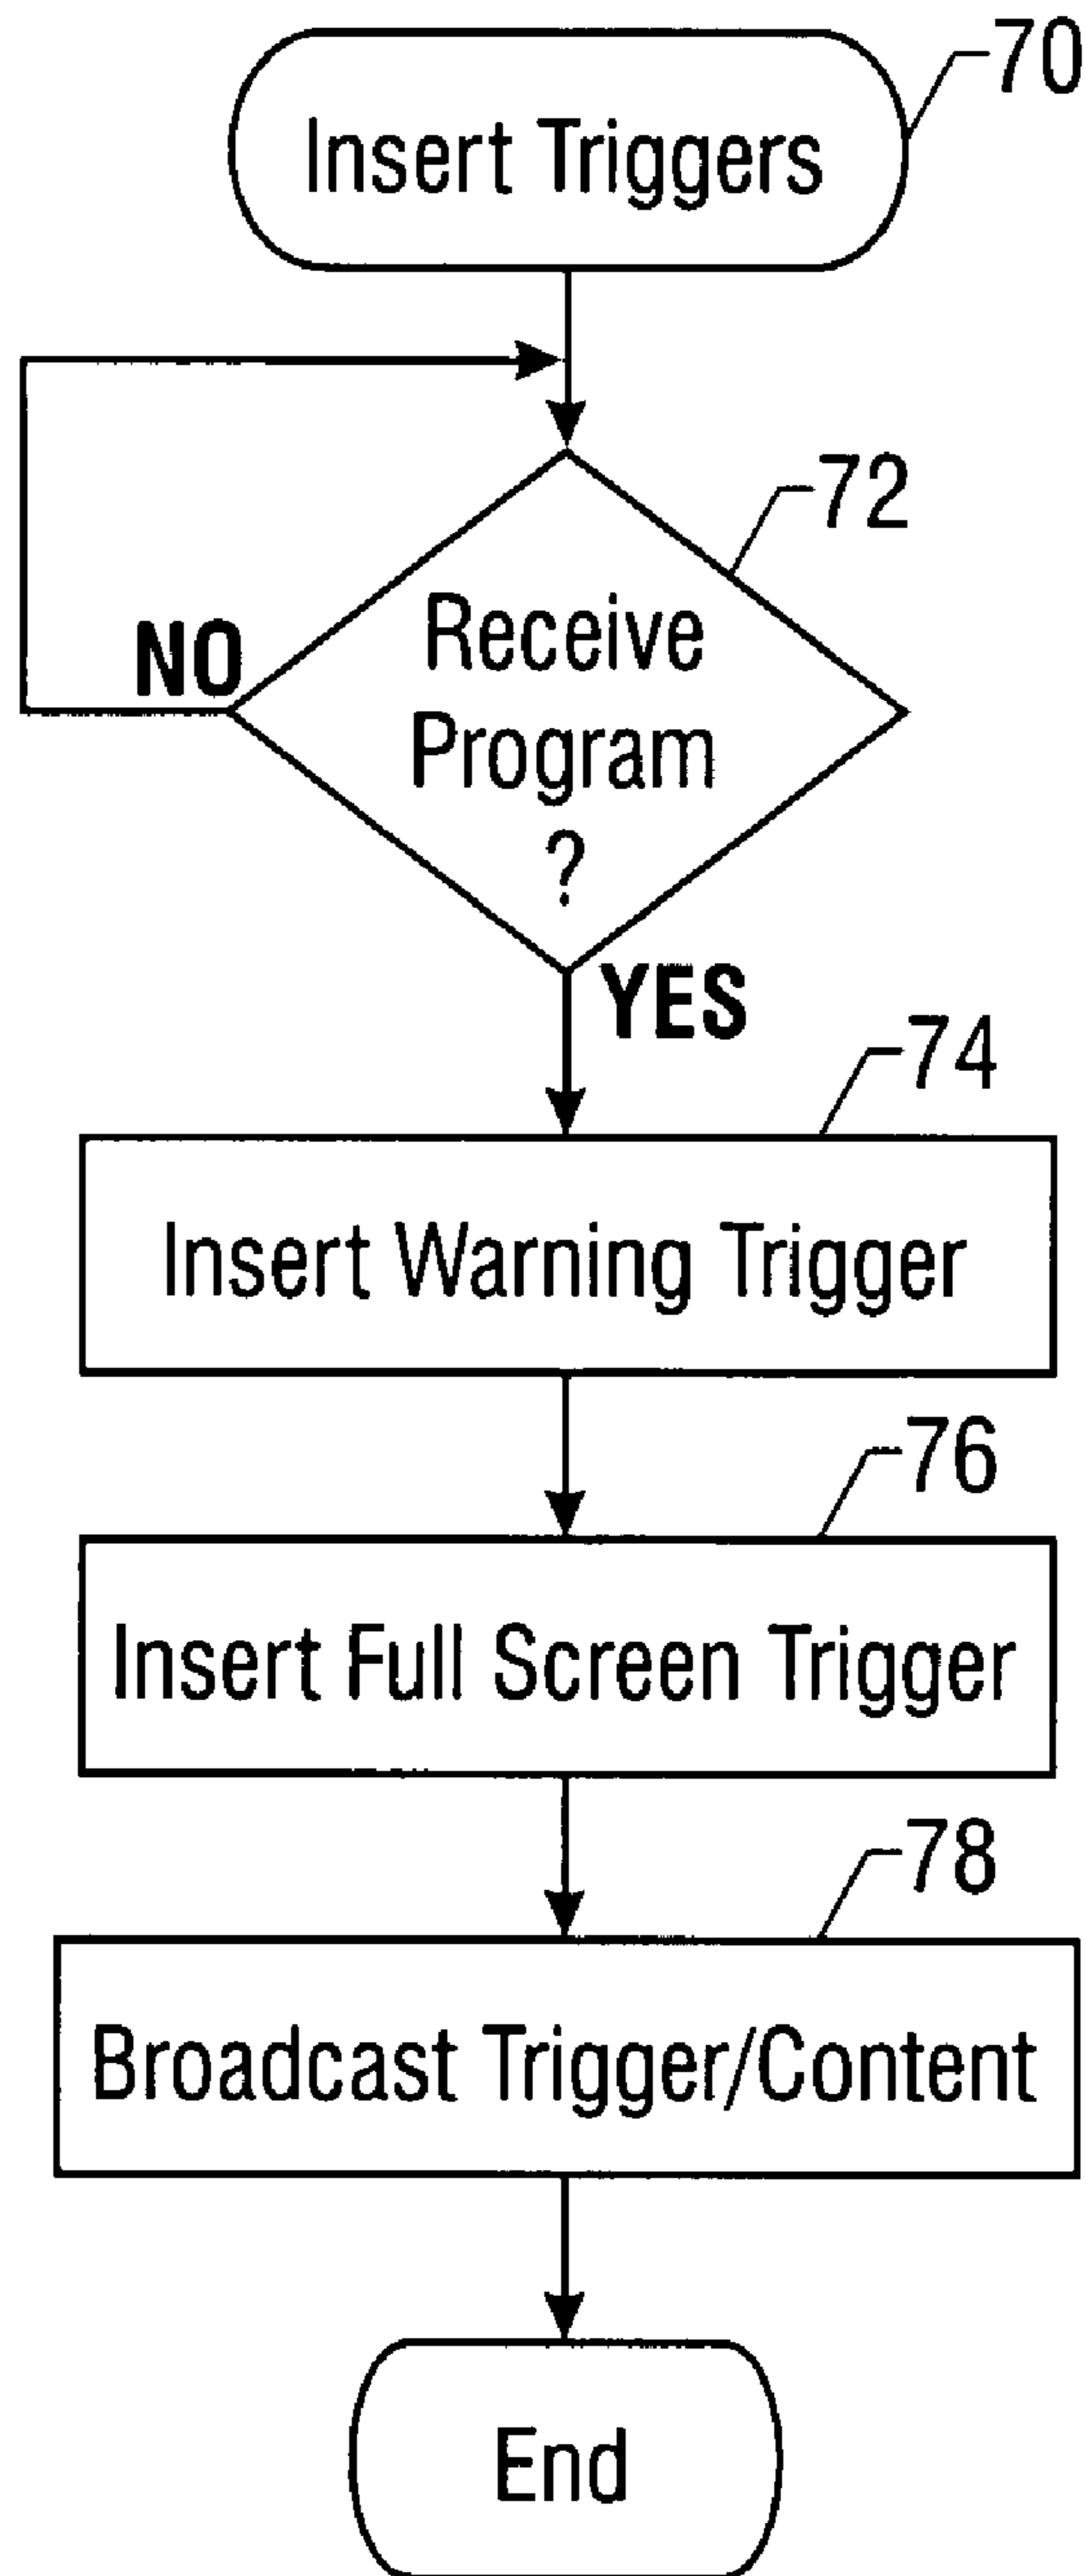 70
Insert Triggers
72
Receive
Program
?
NO
YES
74
Insert Warning Trigger
76
Insert Full Screen Trigger
78
Broadcast Trigger/Content
End